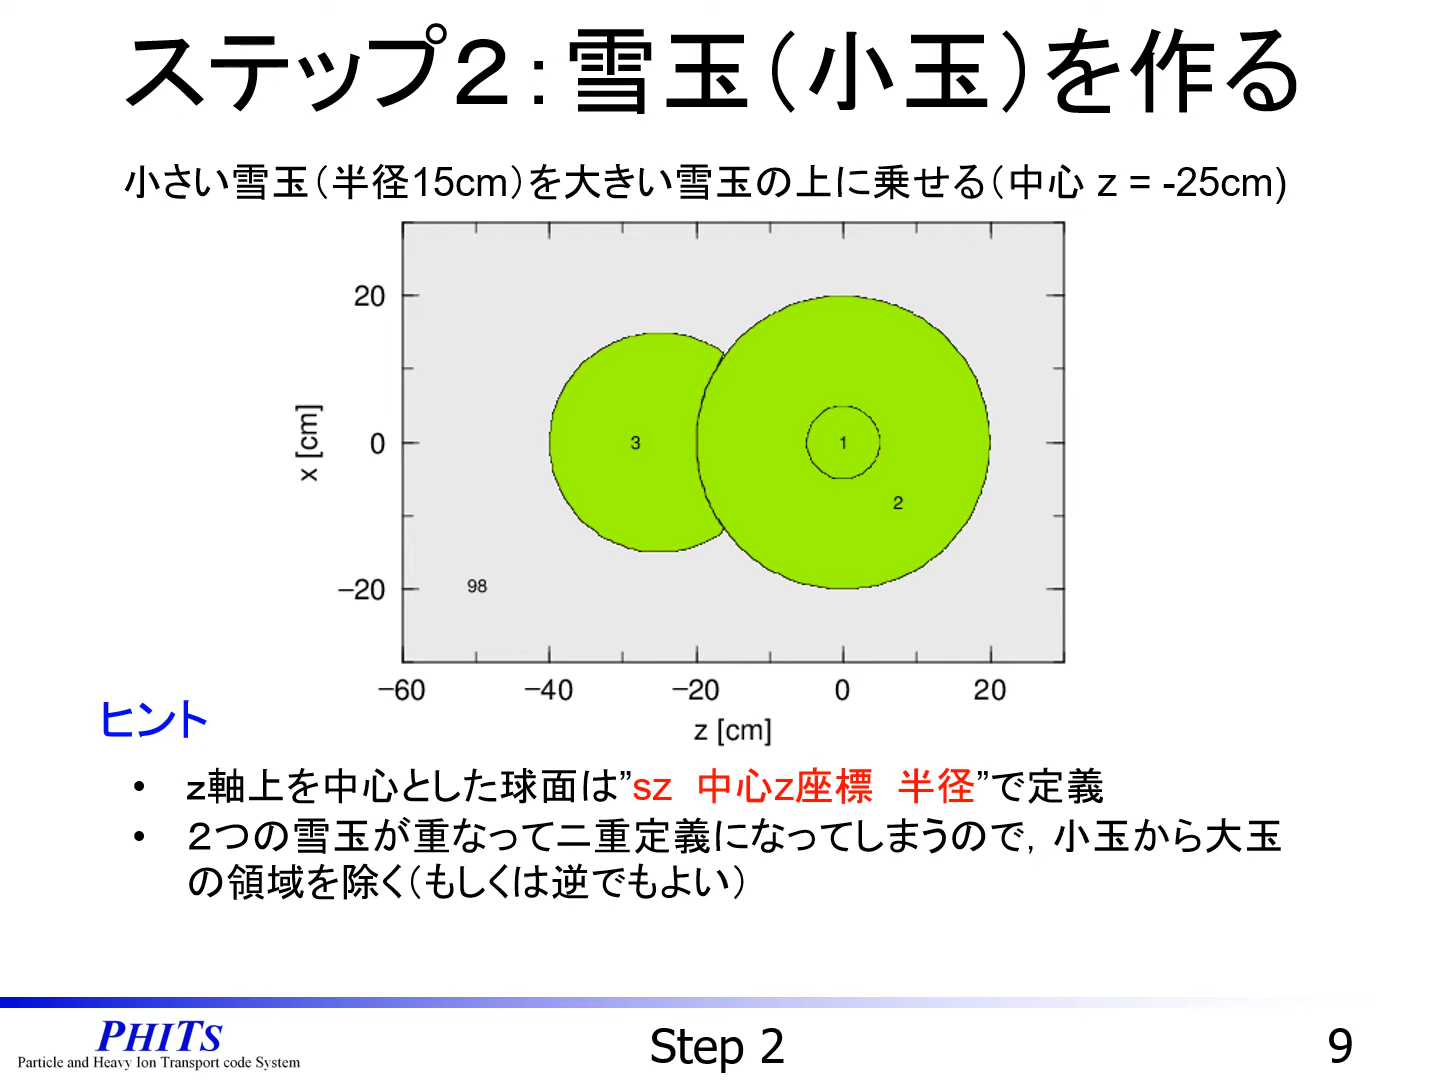 ステップ２：雪玉（小玉）を作る
小さい雪玉（半径15cm）を大きい雪玉の上に乗せる（中心 z = -25cm)
20
0
−20
x [cm]
3
1
2
98
−60 −40 −20 0 20
z [cm]
ヒント
• z軸上を中心とした球面は”sz 中心z座標 半径”で定義
• ２つの雪玉が重なって二重定義になってしまうので，小玉から大玉
の領域を除く（もしくは逆でもよい）
PHITS
Particle and Heavy Ion Transport code System
Step 2
9